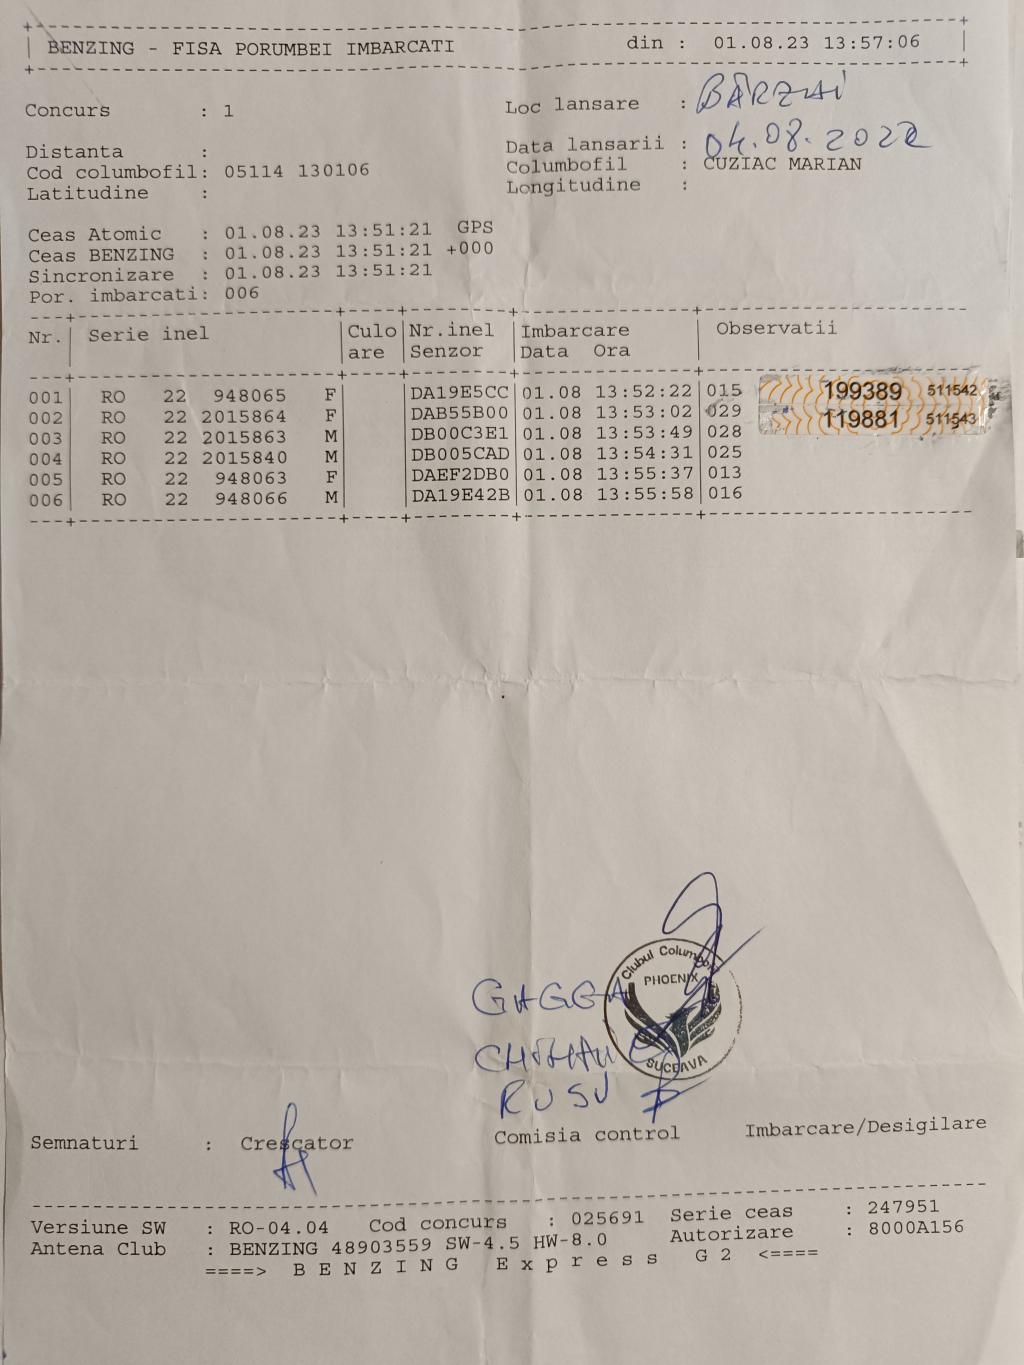 BENZING - FISA PORUMBEI IMBARCATI din : 01.08.23 13:57:06
Concurs : 1 Loc lansare :
Distanta : Data lansarii : 04.08.2022
Cod columbofil: 05114 130106 Columbofil : CUZIAC MARIAN
Latitudine : Longitudine :
Ceas Atomic : 01.08.23 13:51:21 GPS
Ceas BENZING : 01.08.23 13:51:21 +000
Sincronizare : 01.08.23 13:51:21
Por. imbarcati: 006
Nr. Serie inel Culo Nr.inel Imbarcare Observatii
are Senzor Data Ora
001 RO 22 948065 F DA19E5CC 01.08 13:52:22 015 199389 511542
002 RO 22 2015864 F DAB55B00 01.08 13:53:02 029 119881 511543
003 RO 22 2015863 M DB00C3E1 01.08 13:53:49 028
004 RO 22 2015840 M DB005CAD 01.08 13:54:31 025
005 RO 22 948063 F DAEF2DB0 01.08 13:55:37 013
006 RO 22 948066 M DA19E42B 01.08 13:55:58 016
Clubul
PHOENIX
SUCEAVA
RUSU
Semnaturi : Crescator Comisia control Imbarcare/Desigilare
Versiune SW : RO-04.04 Cod concurs : 025691 Serie ceas : 247951
Antena Club : BENZING 48903559 SW-4.5 HW-8.0 Autorizare : 8000A156
====> B E N Z I N G E x p r e s s G 2 <====